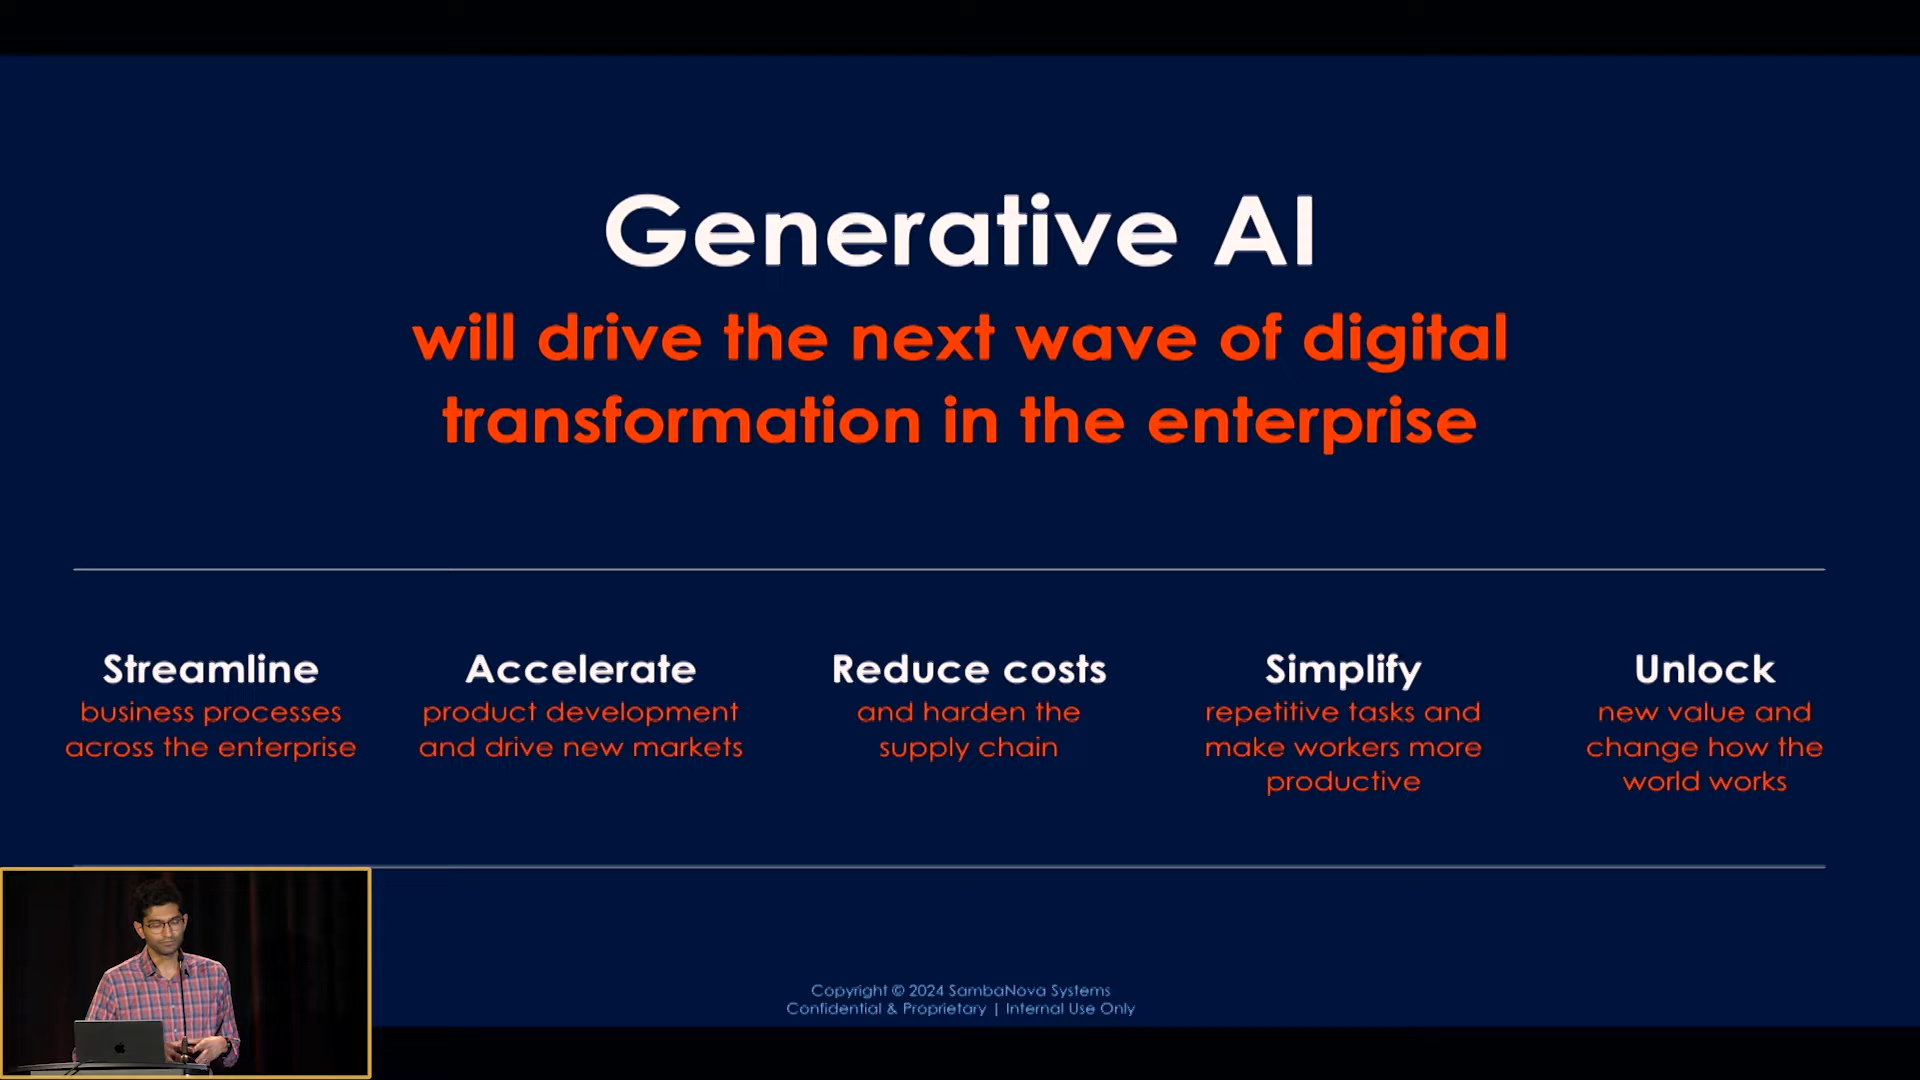 Generative AI
will drive the next wave of digital
transformation in the enterprise
Streamline
business processes
across the enterprise
Accelerate
product development
and drive new markets
Reduce costs
and harden the
supply chain
Simplify
repetitive tasks and
make workers more
productive
Unlock
new value and
change how the
world works
Copyright © 2024 SambaNova Systems
Confidential & Proprietary | Internal Use Only